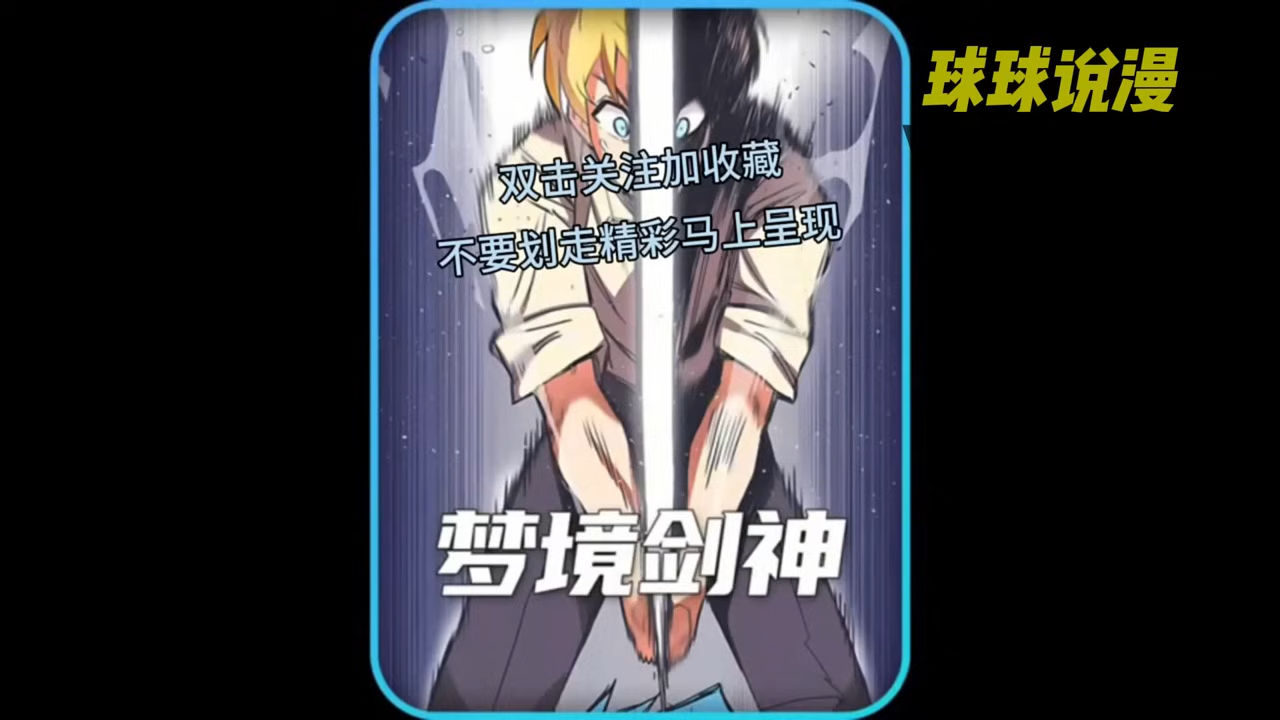 球球说漫
双击关注加收藏
不要划走精彩马上呈现
梦境剑神